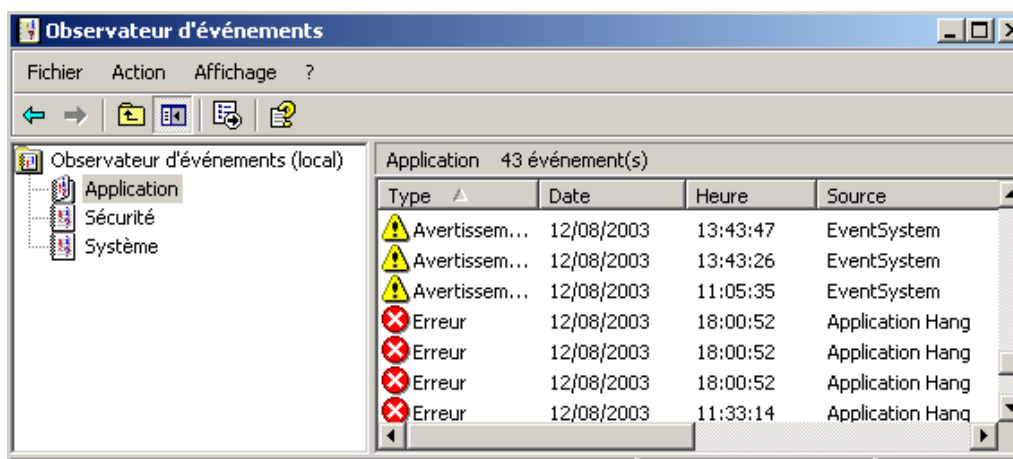 Observateur d'événements
Fichier Action Affichage ?
Observateur d'événements (local)
Application
Sécurité
Système
Application 43 événement(s)
Type Date Heure Source
Avertissem... 12/08/2003 13:43:47 EventSystem
Avertissem... 12/08/2003 13:43:26 EventSystem
Avertissem... 12/08/2003 11:05:35 EventSystem
Erreur 12/08/2003 18:00:52 Application Hang
Erreur 12/08/2003 18:00:52 Application Hang
Erreur 12/08/2003 18:00:52 Application Hang
Erreur 12/08/2003 11:33:14 Application Hang